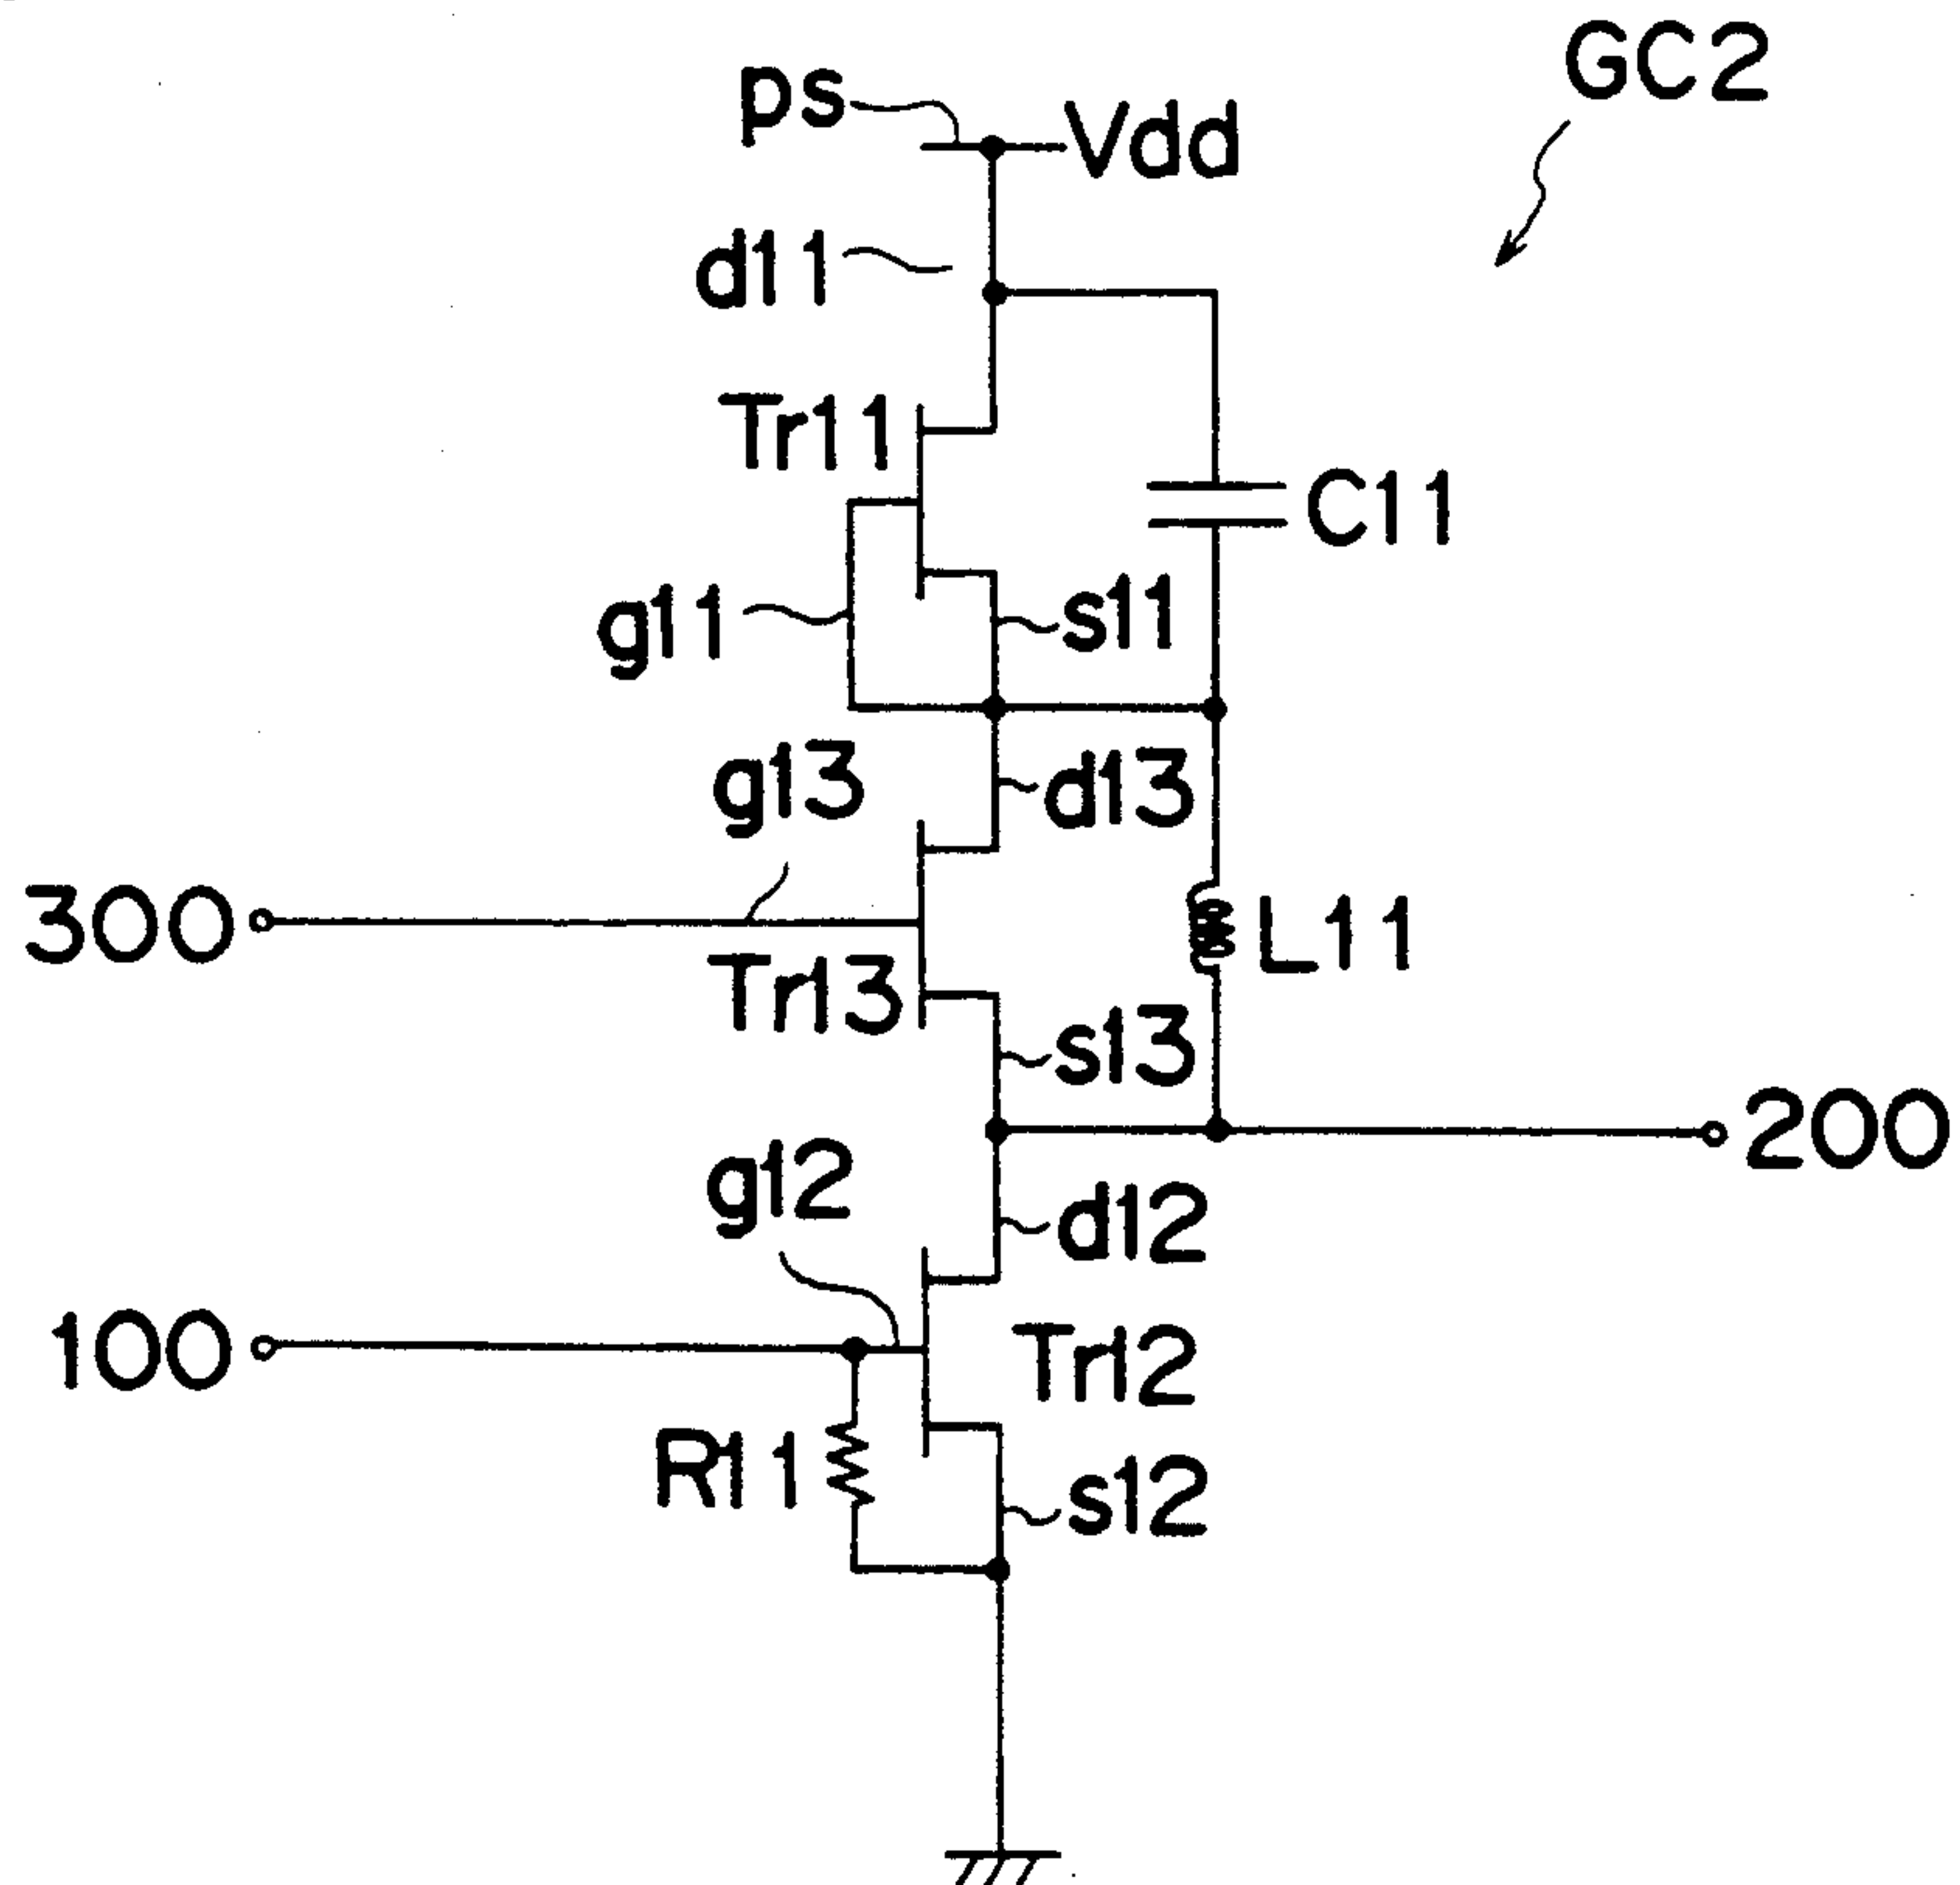 GC2
ps
Vdd
d11
Tr11
C11
g11
s11
g13
d13
300
L11
Tr13
s13
200
g12
d12
100
Tr12
R11
s12